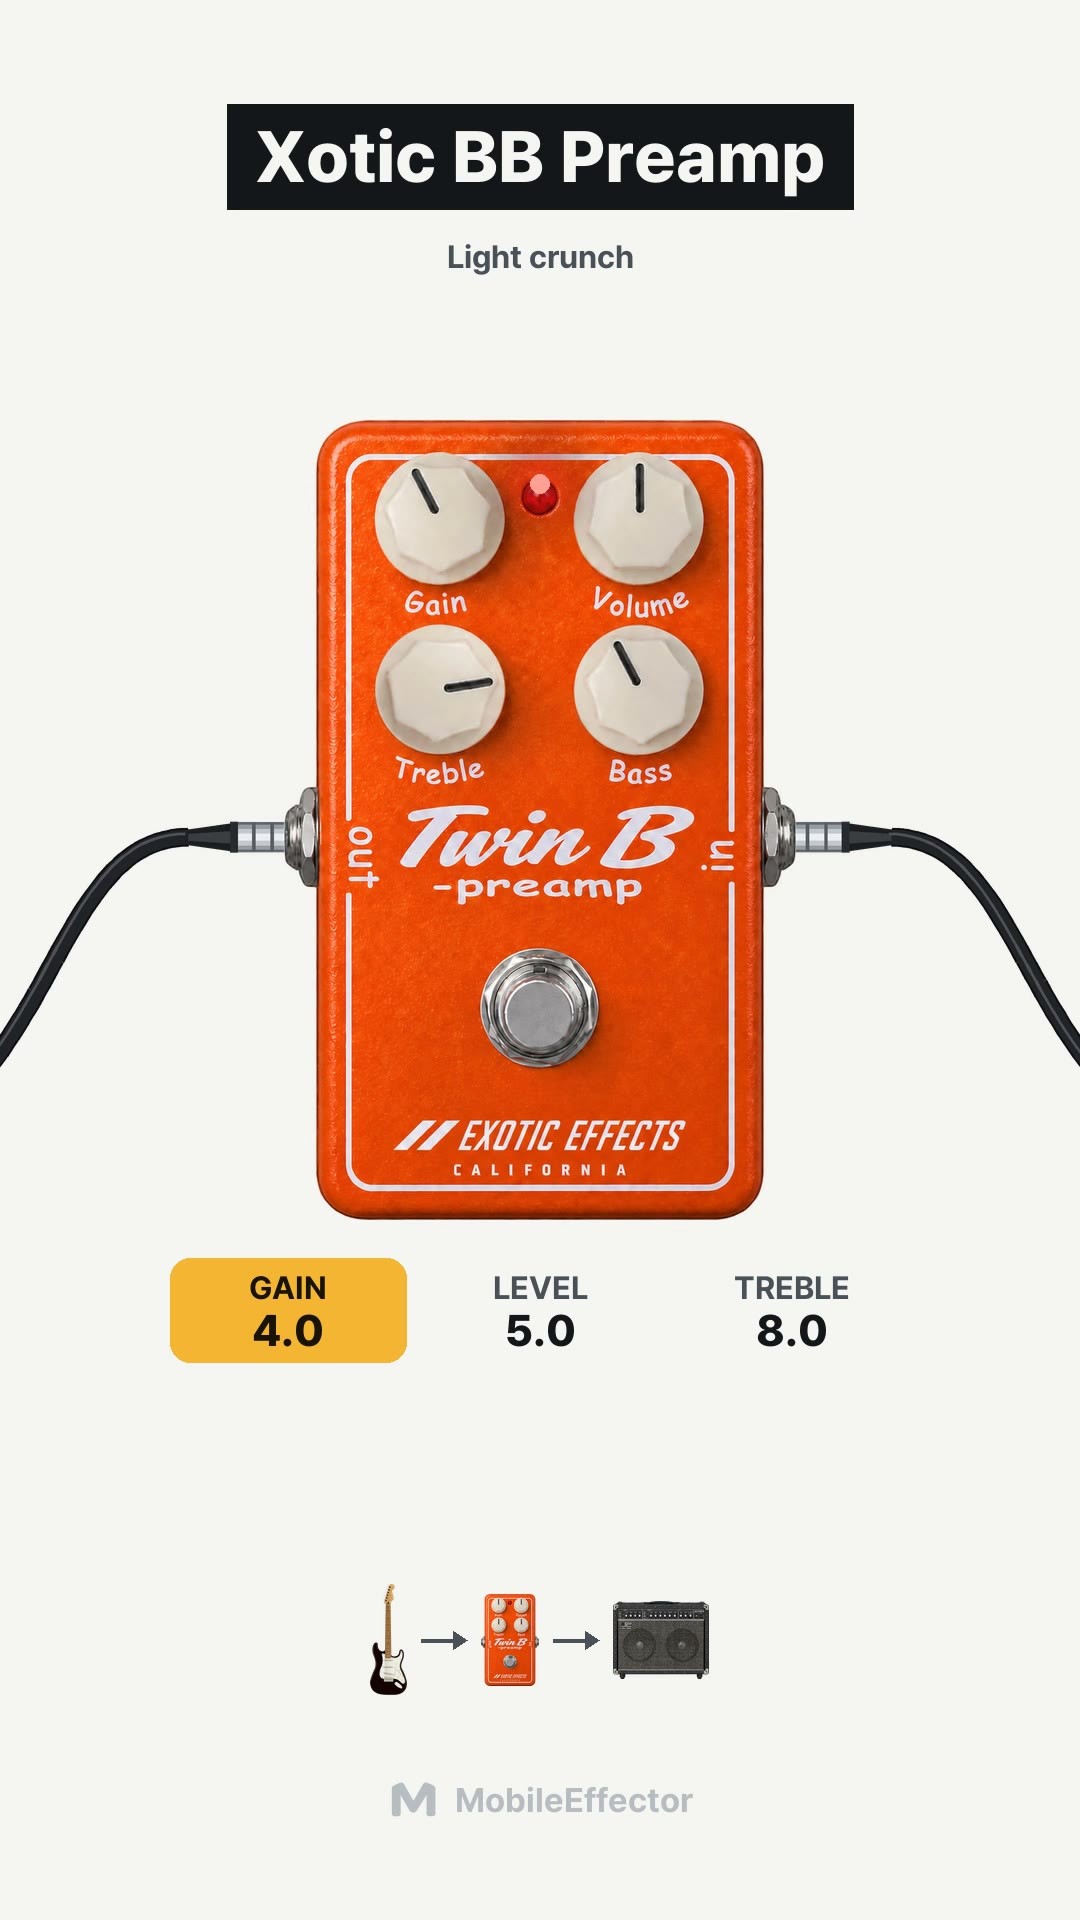 Xotic BB Preamp
Light crunch
Gain
Volume
Treble
Bass
out
in
Twin B
-preamp
EXOTIC EFFECTS
CALIFORNIA
GAIN
4.0
LEVEL
5.0
TREBLE
8.0
Twin B
MobileEffector